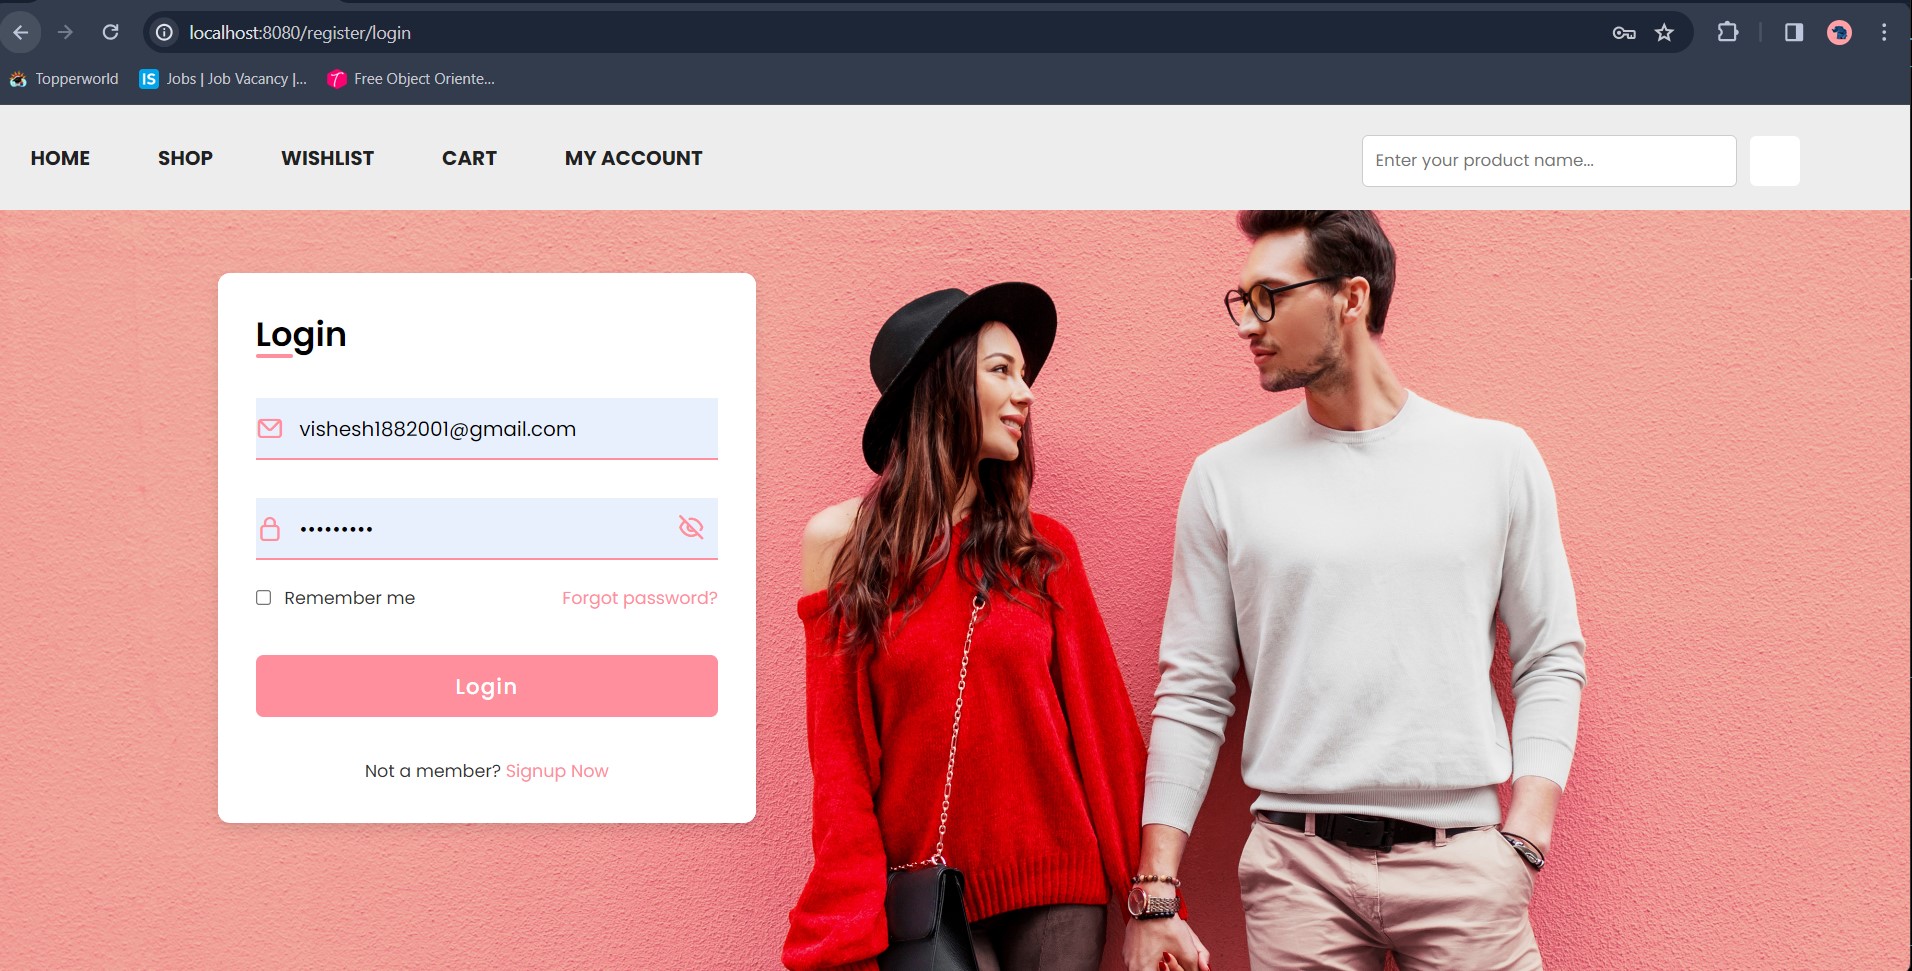 localhost:8080/register/login
Topperworld
IS Jobs | Job Vacancy |...
Free Object Oriente...
HOME SHOP WISHLIST CART MY ACCOUNT
Enter your product name...
Login
vishesh1882001@gmail.com
•••••••••
Remember me Forgot password?
Login
Not a member? Signup Now